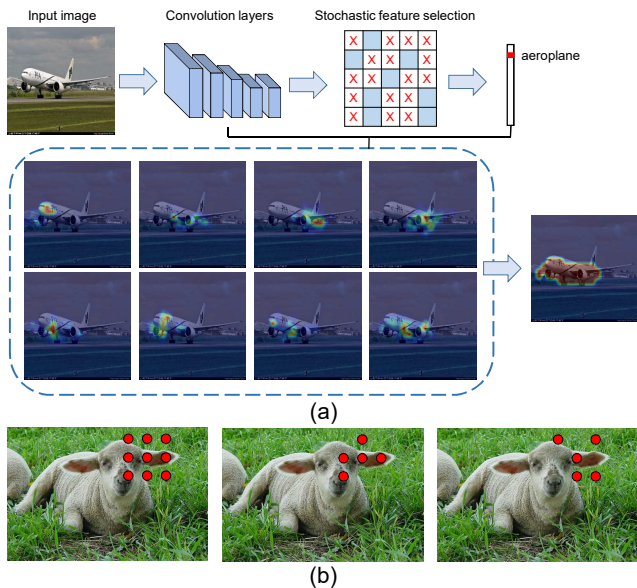 Input image
Convolution layers
Stochastic feature selection
X X X X
X X X
X X X X
X X X
X X X X
aeroplane
(a)
(b)